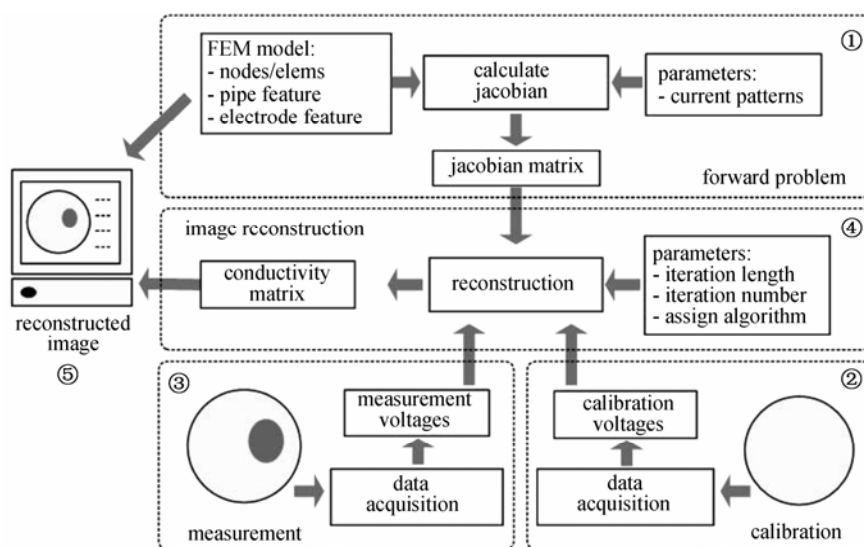 ①
FEM model:
- nodes/elems
- pipe feature
- electrode feature
calculate
jacobian
parameters:
- current patterns
jacobian matrix
forward problem
④
image reconstruction
conductivity
matrix
reconstruction
parameters:
- iteration length
- iteration number
- assign algorithm
reconstructed
image
⑤
③
measurement
voltages
data
acquisition
measurement
②
calibration
voltages
data
acquisition
calibration